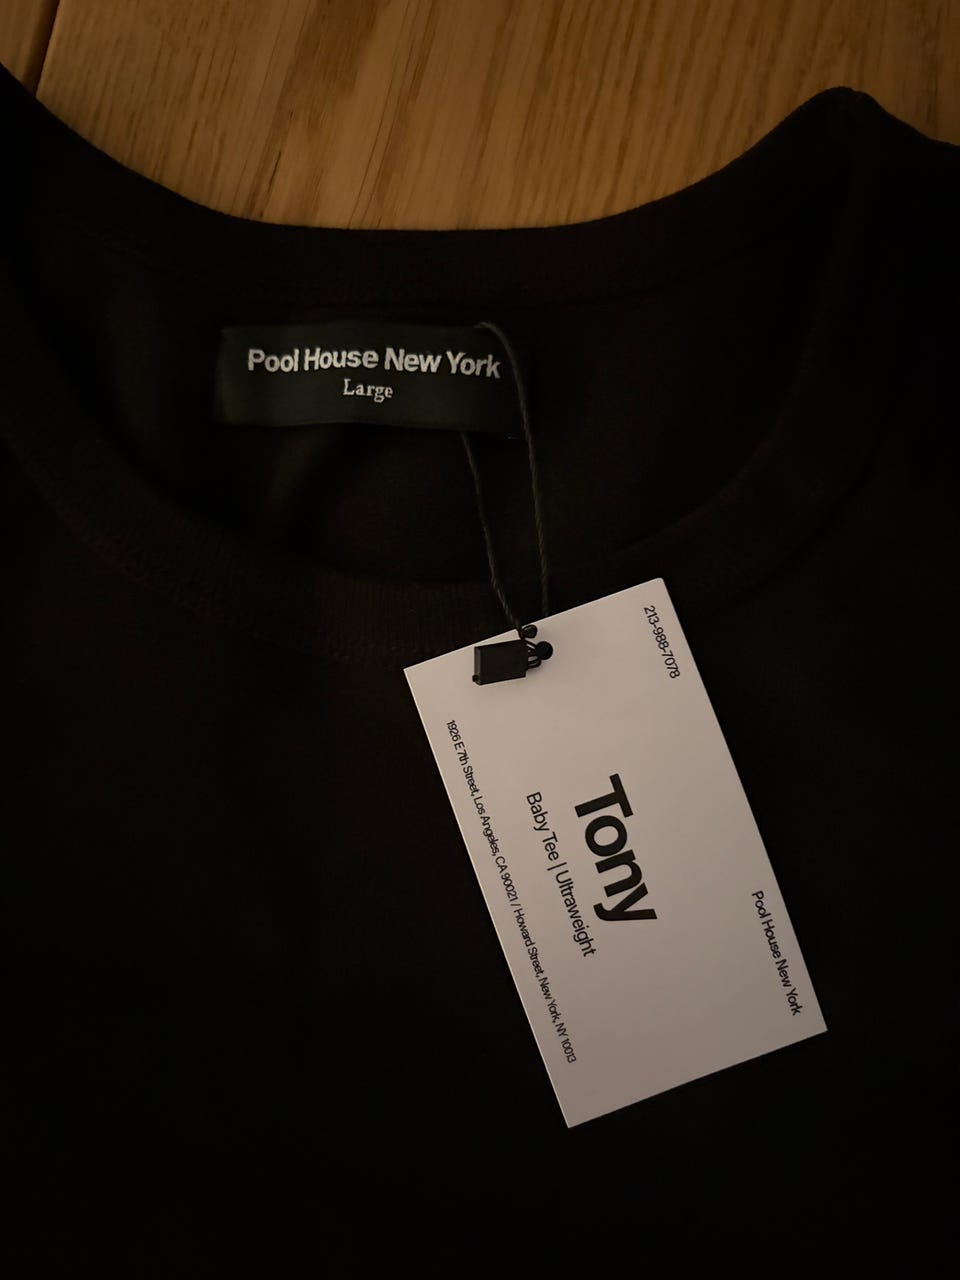 Pool House New York
Large
213-988-7078
Pool House New York
Tony
Baby Tee | Ultraweight
1926 E 7th Street, Los Angeles, CA 90021 / Howard Street, New York, NY 10013